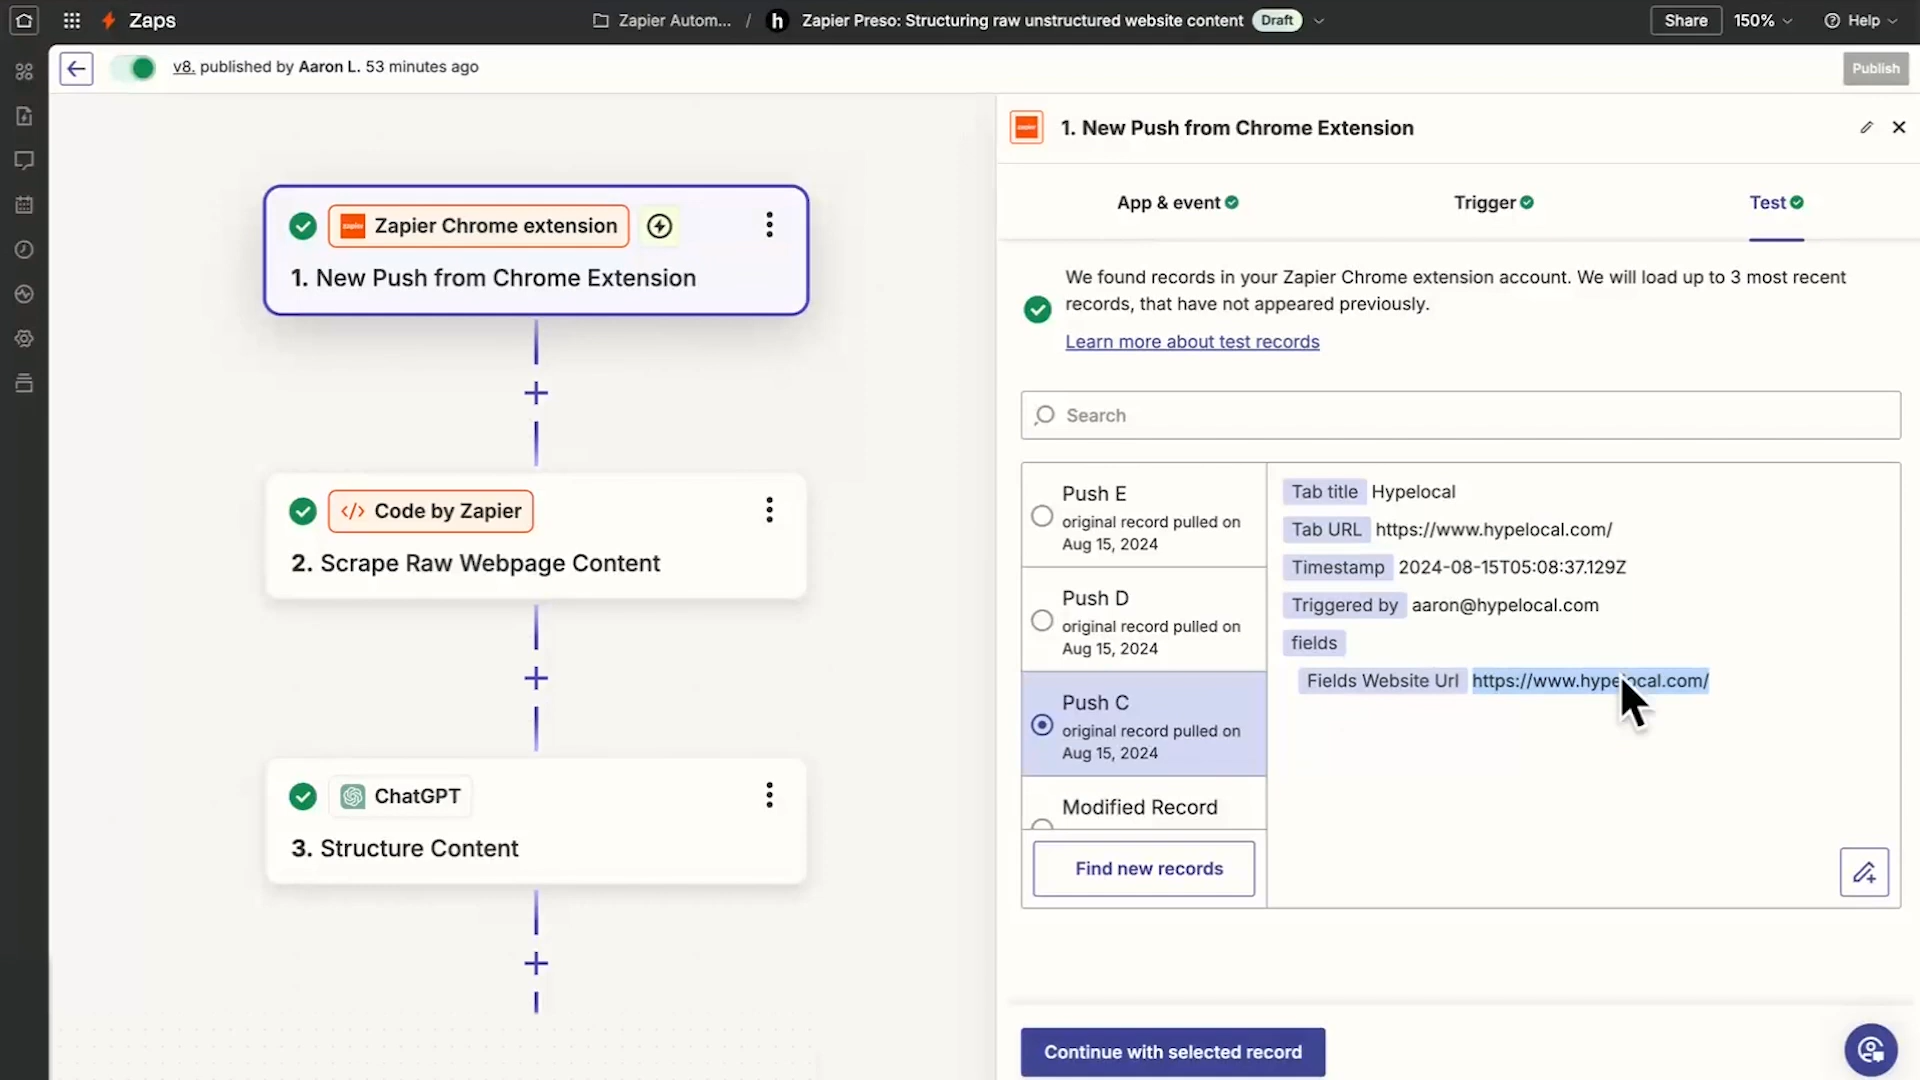 Zaps
Zapier Autom... / Zapier Preso: Structuring raw unstructured website content Draft
Share 150% Help
v8. published by Aaron L. 53 minutes ago
Publish
Zapier Chrome extension
1. New Push from Chrome Extension
Code by Zapier
2. Scrape Raw Webpage Content
ChatGPT
3. Structure Content
1. New Push from Chrome Extension
App & event Trigger Test
We found records in your Zapier Chrome extension account. We will load up to 3 most recent
records, that have not appeared previously.
Learn more about test records
Search
Push E
original record pulled on
Aug 15, 2024
Push D
original record pulled on
Aug 15, 2024
Push C
original record pulled on
Aug 15, 2024
Modified Record
Find new records
Tab title Hypelocal
Tab URL https://www.hypelocal.com/
Timestamp 2024-08-15T05:08:37.129Z
Triggered by aaron@hypelocal.com
fields
Fields Website Url https://www.hypelocal.com/
Continue with selected record